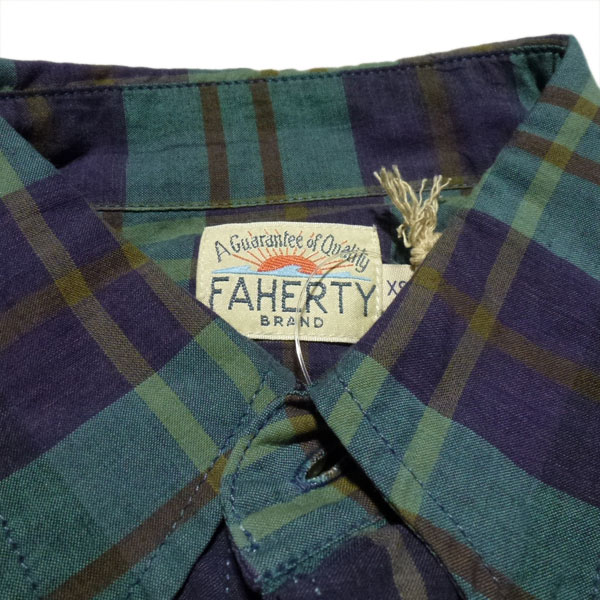 A Guarantee of Quality
FAHERTY
BRAND
XS